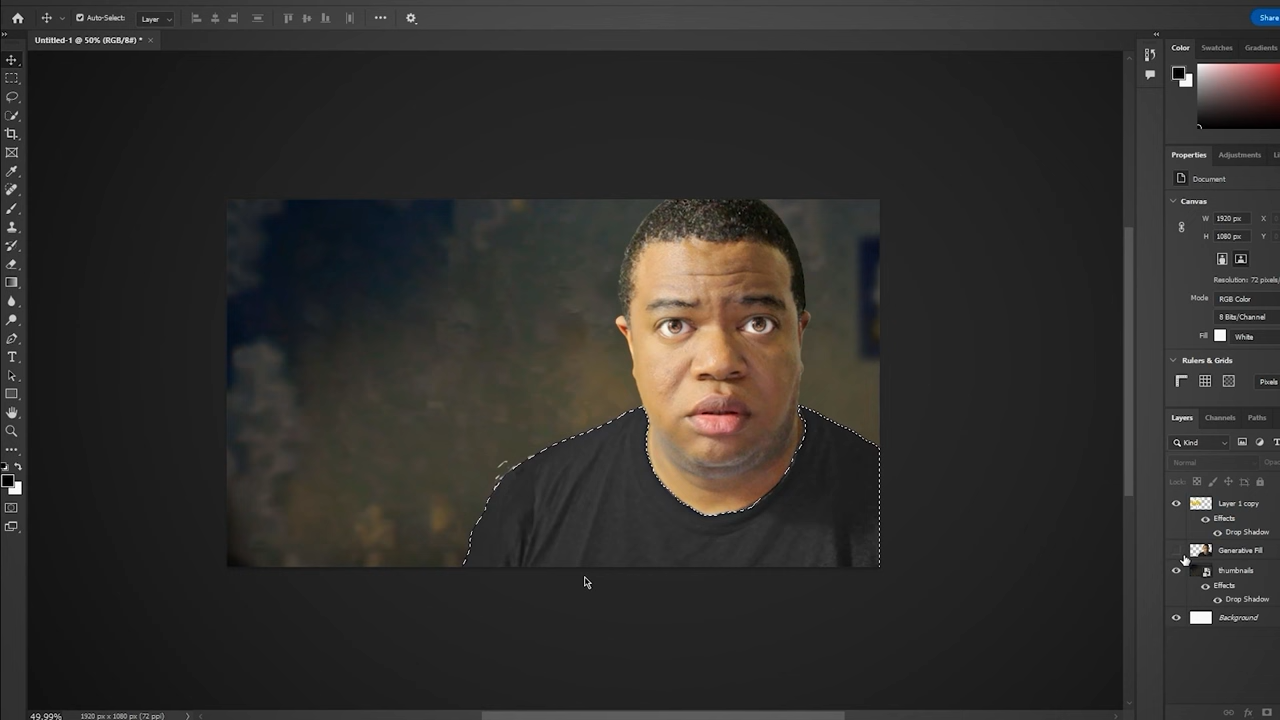 Auto-Select: Layer
Share
Untitled-1 @ 50% (RGB/8#) *
Color Swatches Gradients
Properties Adjustments Li
Document
Canvas
W 1920 px X
H 1080 px Y
Resolution: 72 pixels
Mode RGB Color
8 Bits/Channel
Fill White
Rulers & Grids
Pixels
Layers Channels Paths
Kind
Normal Opa
Lock:
Layer 1 copy
Effects
Drop Shadow
Generative Fill
thumbnails
Effects
Drop Shadow
Background
49.99% 1920 px x 1080 px (72 ppi)
fx